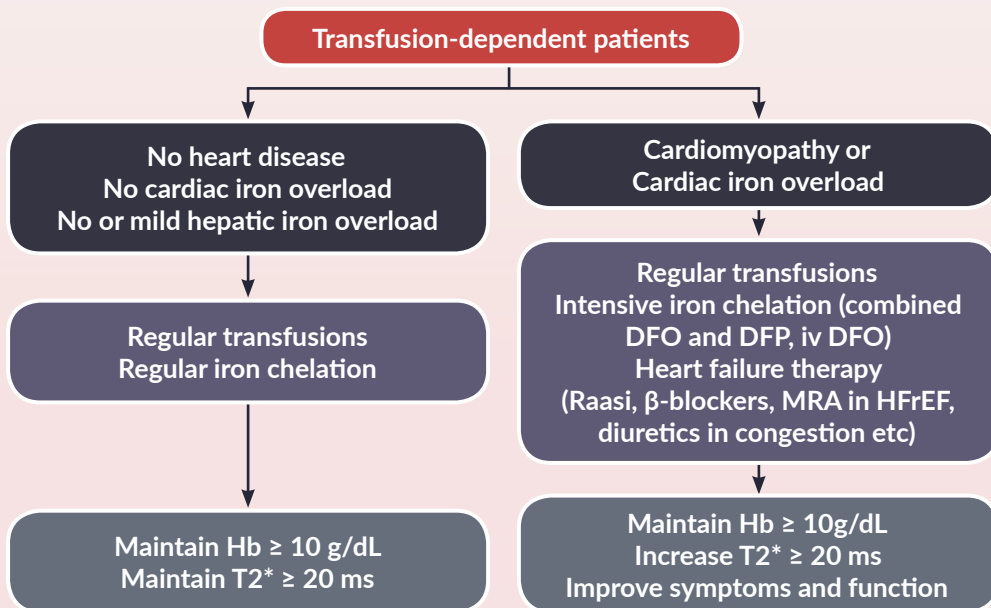 Transfusion-dependent patients
No heart disease
No cardiac iron overload
No or mild hepatic iron overload
Regular transfusions
Regular iron chelation
Maintain Hb ≥ 10 g/dL
Maintain T2* ≥ 20 ms
Cardiomyopathy or
Cardiac iron overload
Regular transfusions
Intensive iron chelation (combined
DFO and DFP, iv DFO)
Heart failure therapy
(Raasi, β-blockers, MRA in HFrEF,
diuretics in congestion etc)
Maintain Hb ≥ 10g/dL
Increase T2* ≥ 20 ms
Improve symptoms and function